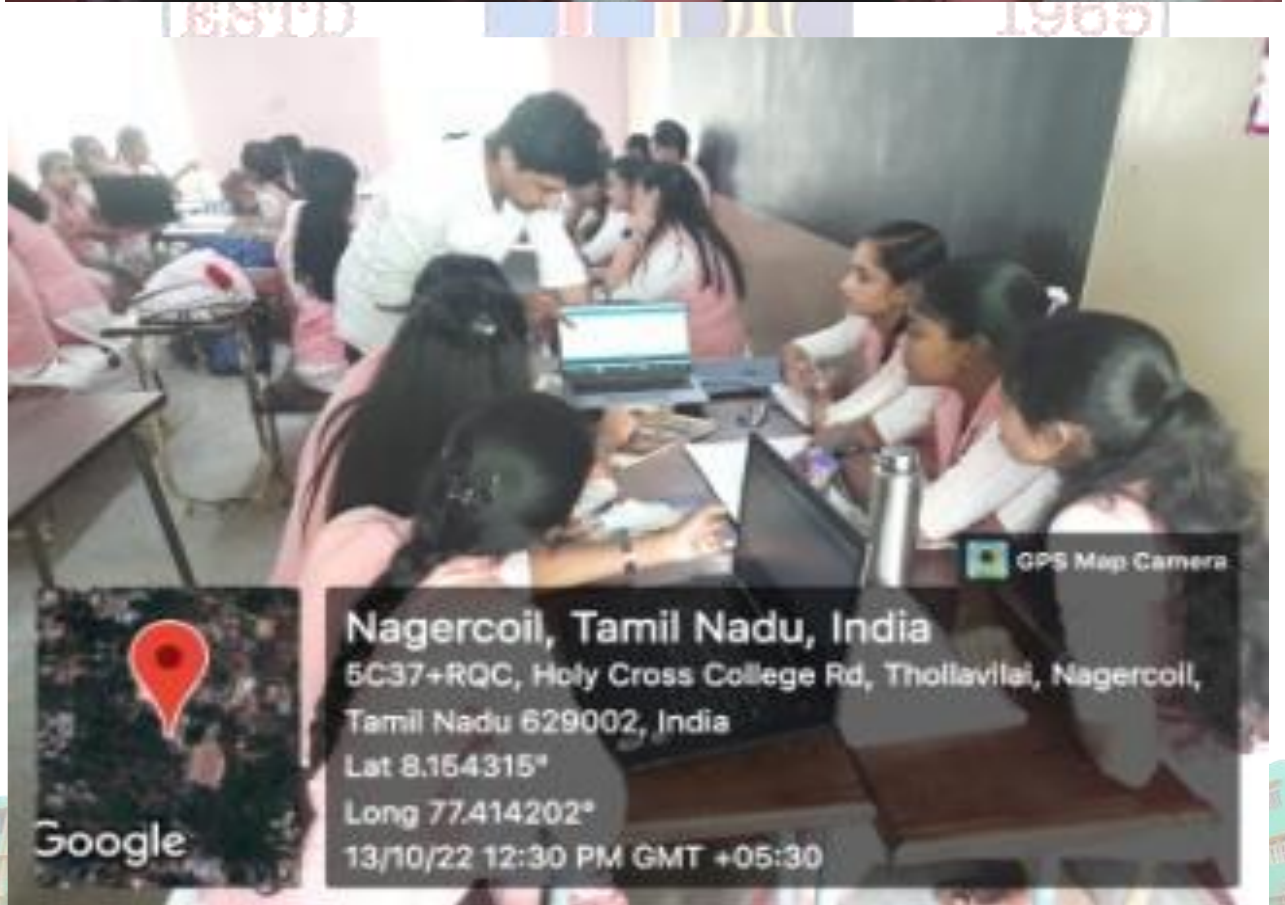 1965
GPS Map Camera
Nagercoil, Tamil Nadu, India
5C37+RQC, Holy Cross College Rd, Thollavilai, Nagercoil,
Tamil Nadu 629002, India
Lat 8.154315°
Long 77.414202°
13/10/22 12:30 PM GMT +05:30
Google